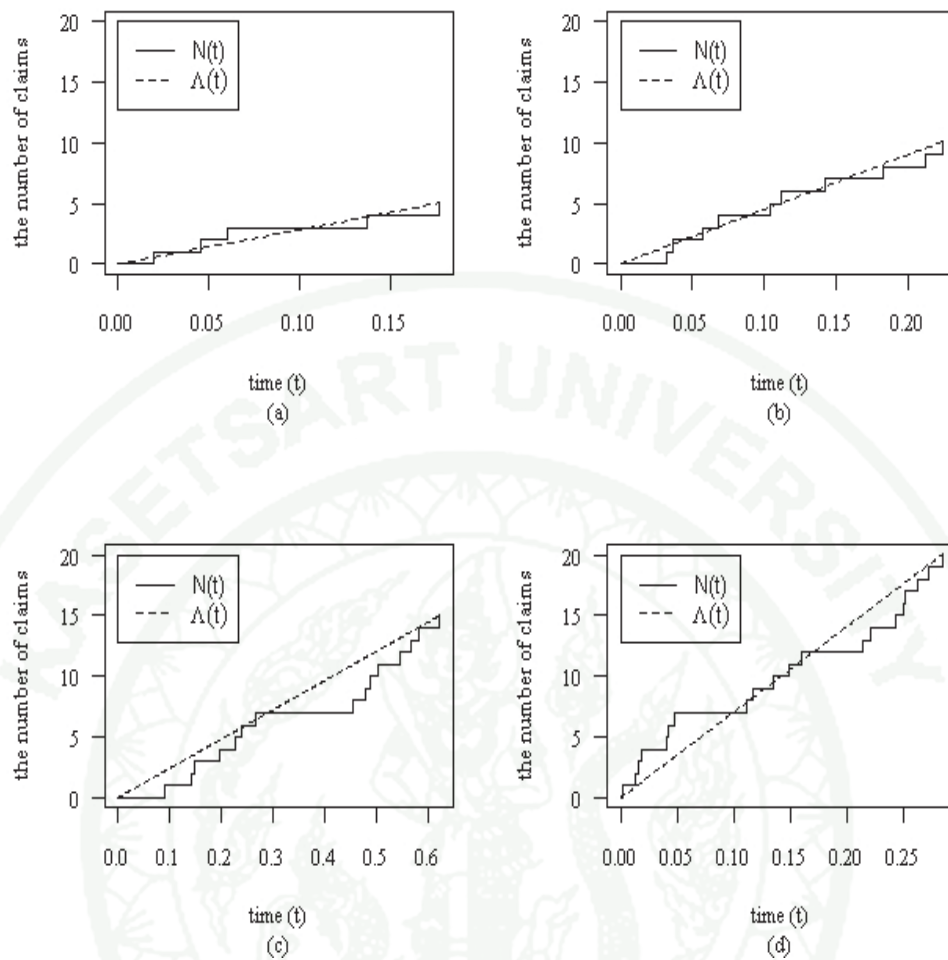 the number of claims
20
15
10
5
0
N(t)
Λ(t)
0.00 0.05 0.10 0.15
time (t)
(a)
the number of claims
20
15
10
5
0
N(t)
Λ(t)
0.00 0.05 0.10 0.15 0.20
time (t)
(b)
KASETSART UNIVERSITY
the number of claims
20
15
10
5
0
N(t)
Λ(t)
0.0 0.1 0.2 0.3 0.4 0.5 0.6
time (t)
(c)
the number of claims
20
15
10
5
0
N(t)
Λ(t)
0.00 0.05 0.10 0.15 0.20 0.25
time (t)
(d)